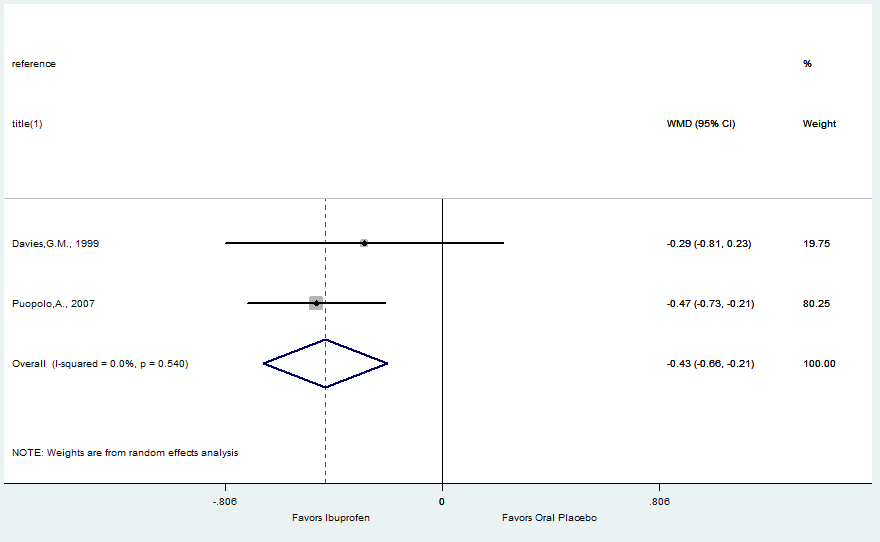 reference %
title(1) WMD (95% CI) Weight
Davies,G.M., 1999 -0.29 (-0.81, 0.23) 19.75
Puopolo,A., 2007 -0.47 (-0.73, -0.21) 80.25
Overall (I-squared = 0.0%, p = 0.540) -0.43 (-0.66, -0.21) 100.00
NOTE: Weights are from random effects analysis
-.806 0 .806
Favors Ibuprofen Favors Oral Placebo